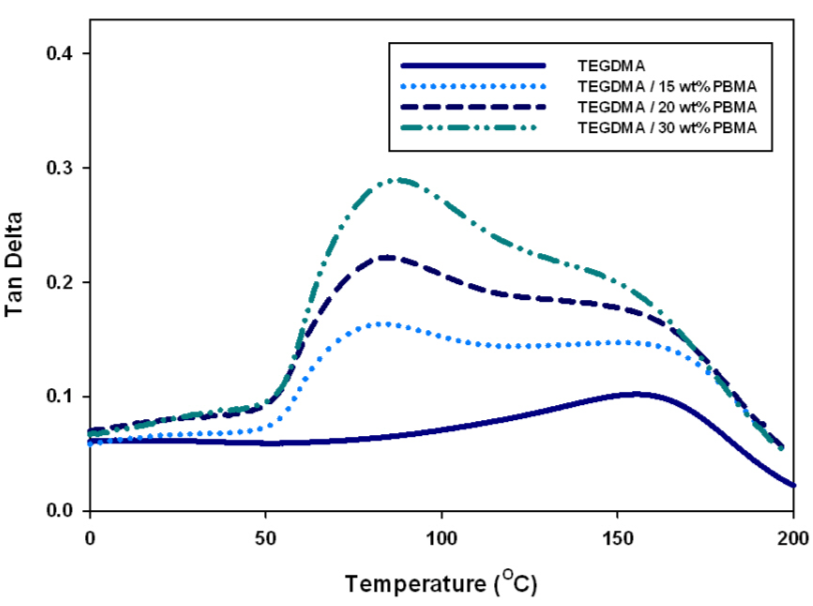 0.4
0.3
0.2
0.1
0.0
Tan Delta
TEGDMA
TEGDMA / 15 wt% PBMA
TEGDMA / 20 wt% PBMA
TEGDMA / 30 wt% PBMA
0 50 100 150 200
Temperature (°C)